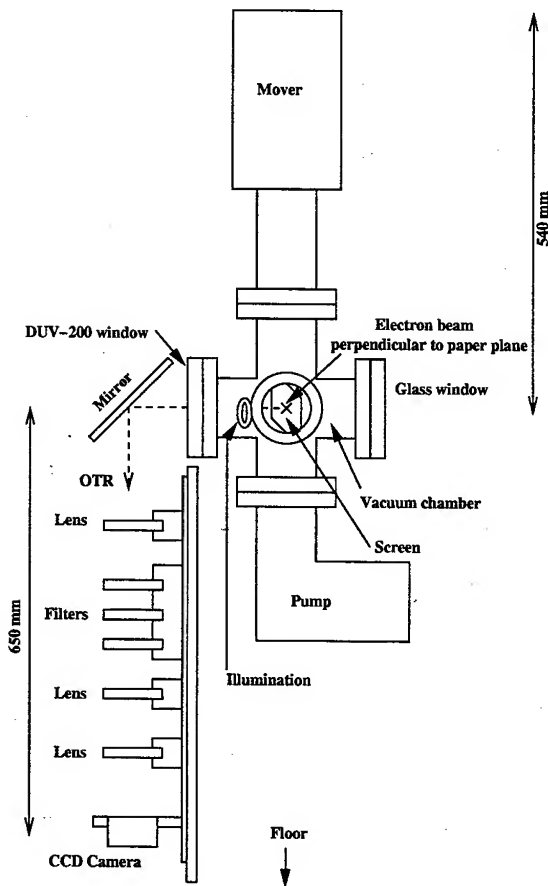 Mover
540 mm
DUV-200 window
Electron beam
perpendicular to paper plane
Mirror
Glass window
OTR
Vacuum chamber
Lens
Screen
650 mm
Filters
Pump
Illumination
Lens
Lens
Floor
CCD Camera